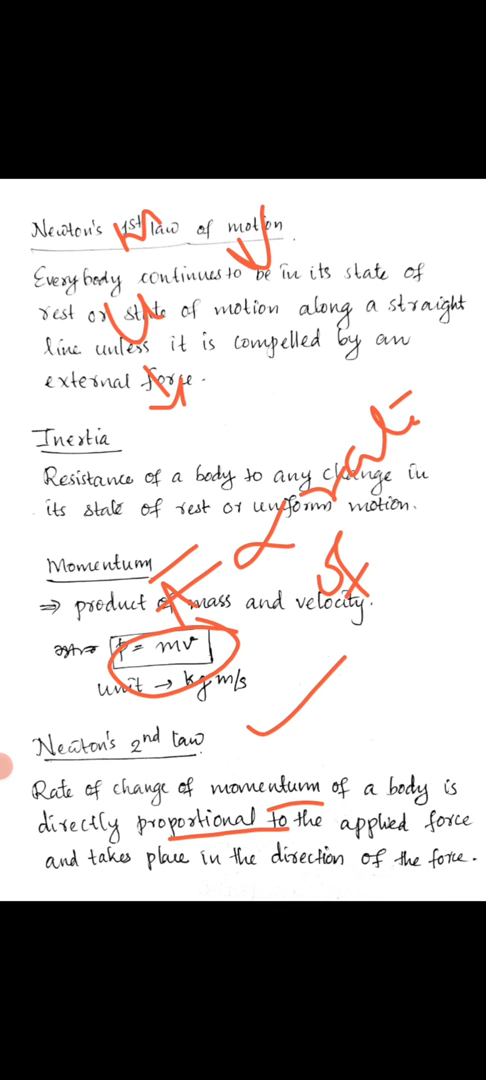 Newton's 1st law of motion.
Everybody continues to be in its state of
rest or state of motion along a straight
line unless it is compelled by an
external force.
Inertia
Resistance of a body to any change in
its state of rest or uniform motion.
Momentum
⇒ product of mass and velocity.
p = mv
unit → kg m/s
F ∝ rate
of
Newton's 2nd law.
Rate of change of momentum of a body is
directly proportional to the applied force
and takes place in the direction of the force.